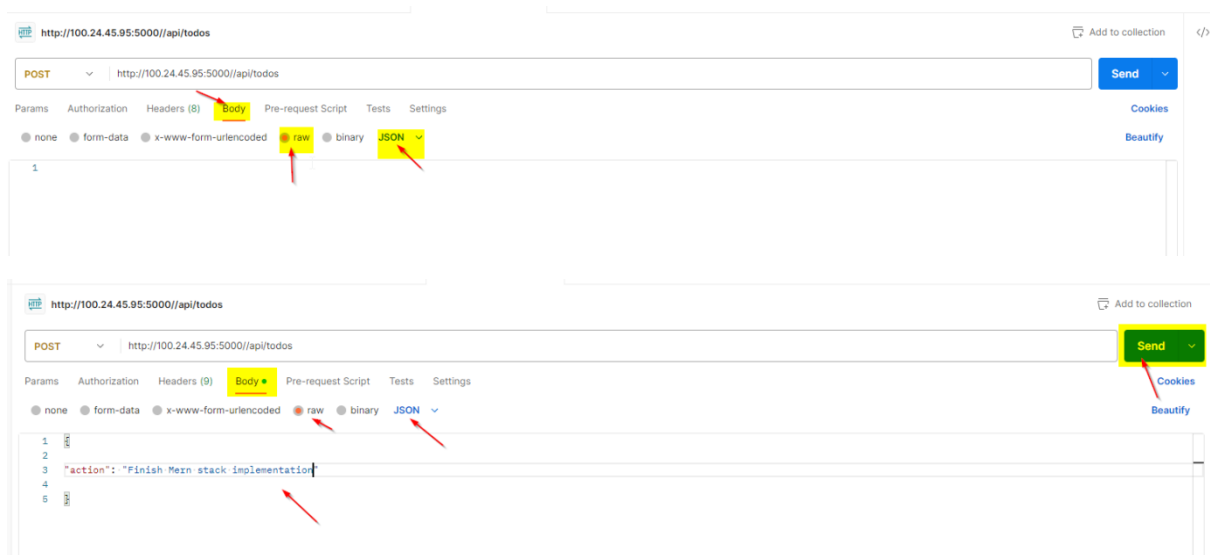 HTTP http://100.24.45.95:5000//api/todos Add to collection </>
POST http://100.24.45.95:5000//api/todos Send
Params Authorization Headers (8) Body Pre-request Script Tests Settings Cookies
none form-data x-www-form-urlencoded raw binary JSON Beautify
1
HTTP http://100.24.45.95:5000//api/todos Add to collection
POST http://100.24.45.95:5000//api/todos Send
Params Authorization Headers (9) Body Pre-request Script Tests Settings Cookies
none form-data x-www-form-urlencoded raw binary JSON Beautify
1 {
2
3 "action": "Finish Mern stack implementation"
4
5 }